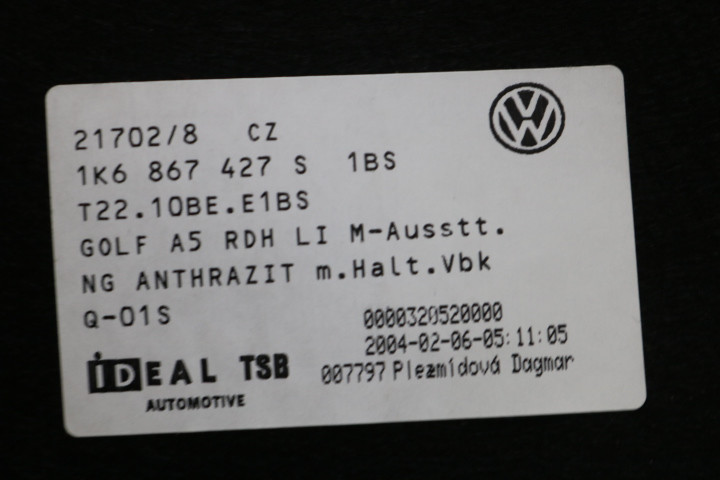 21702/8 CZ
1K6 867 427 S 1BS
T22.10BE.E1BS
GOLF A5 RDH LI M-Ausstt.
NG ANTHRAZIT m.Halt.Vbk
Q-01S
0000320520000
2004-02-06-05:11:05
007797 Plezmídová Dagmar
iDEAL TSB
AUTOMOTIVE